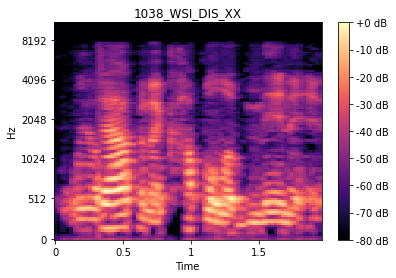 1038_WSI_DIS_XX
+0 dB
8192
-10 dB
4096
-20 dB
-30 dB
2048
Hz
-40 dB
1024
-50 dB
512
-60 dB
-70 dB
0
-80 dB
0
0.5
1
1.5
Time